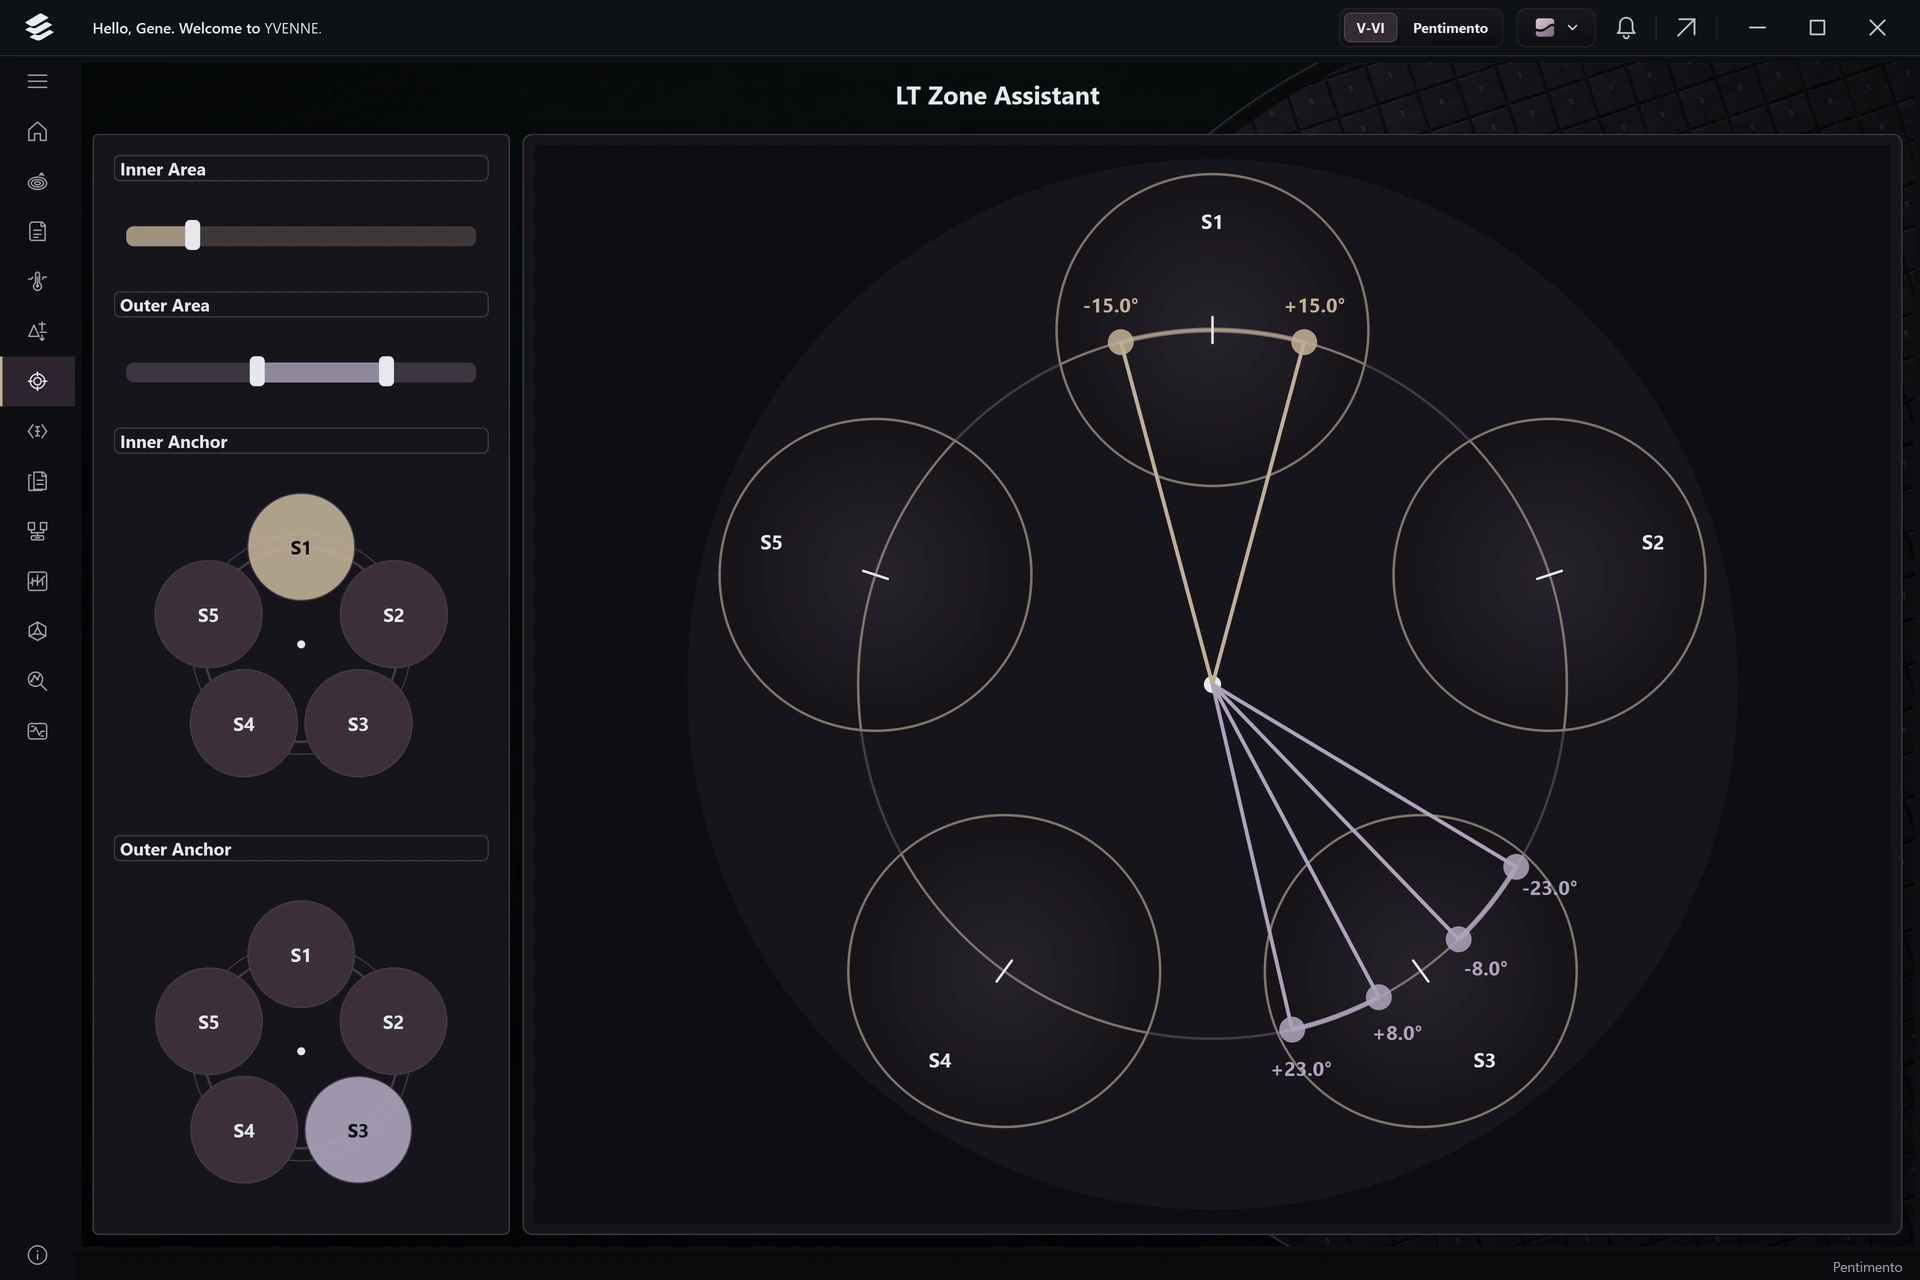 Hello, Gene. Welcome to YVENNE.
V-VI Pentimento
LT Zone Assistant
Inner Area
Outer Area
Inner Anchor
S1
S5
S2
S4
S3
Outer Anchor
S1
S5
S2
S4
S3
S1
-15.0°
+15.0°
S5
S2
-23.0°
-8.0°
+8.0°
+23.0°
S4
S3
Pentimento